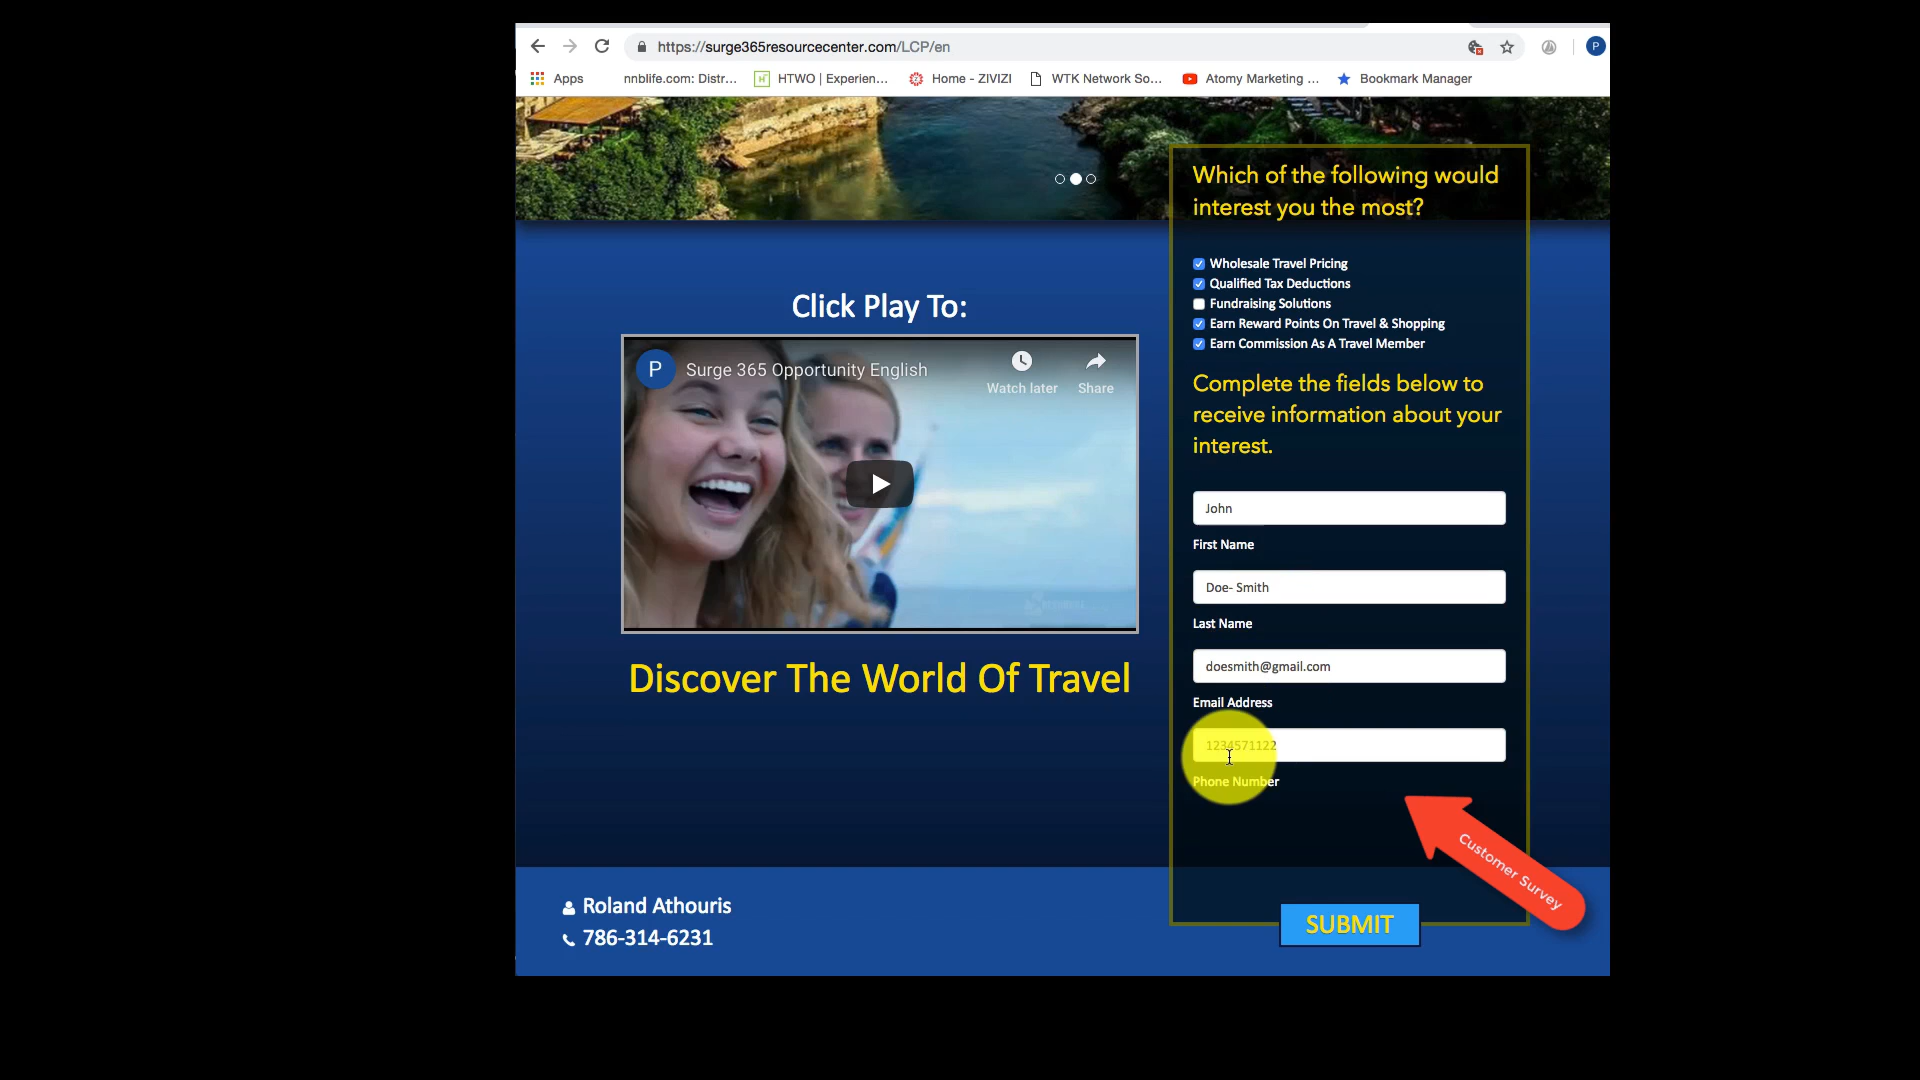 https://surge365resourcecenter.com/LCP/en
P
Apps
nnblife.com: Distr...
HTWO | Experien...
Home - ZIVIZI
WTK Network So...
Atomy Marketing ...
Bookmark Manager
Which of the following would
interest you the most?
Wholesale Travel Pricing
Qualified Tax Deductions
Fundraising Solutions
Earn Reward Points On Travel & Shopping
Earn Commission As A Travel Member
Click Play To:
P
Surge 365 Opportunity English
Watch later
Share
Discover The World Of Travel
Complete the fields below to
receive information about your
interest.
John
First Name
Doe- Smith
Last Name
doesmith@gmail.com
Email Address
1234571122
Phone Number
Customer Survey
SUBMIT
Roland Athouris
786-314-6231